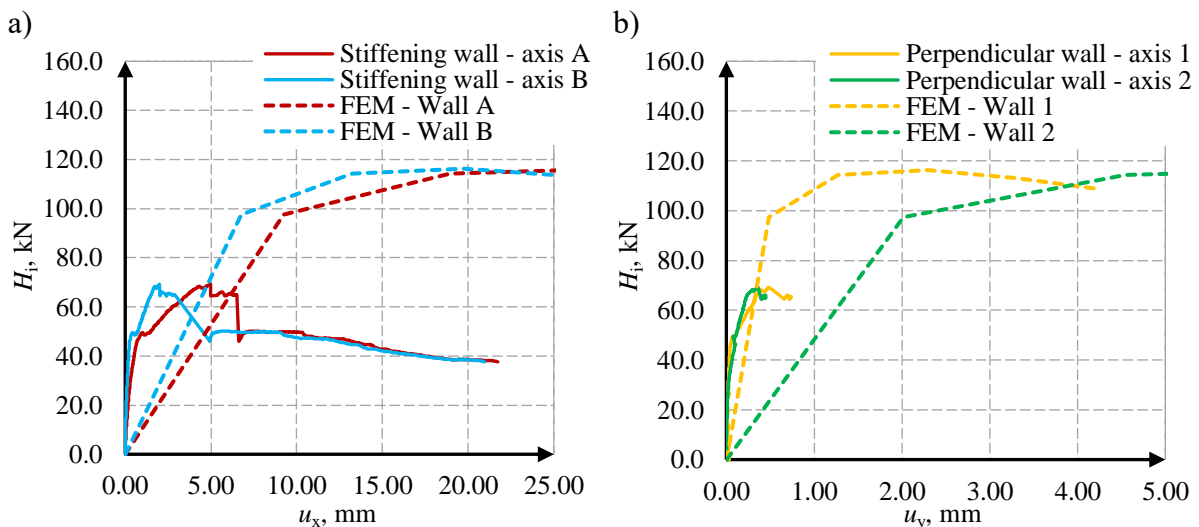 a)
Stiffening wall - axis A
Stiffening wall - axis B
FEM - Wall A
FEM - Wall B
160.0
140.0
120.0
100.0
80.0
60.0
40.0
20.0
0.0
Hi, kN
0.00 5.00 10.00 15.00 20.00 25.00
ux, mm
b)
Perpendicular wall - axis 1
Perpendicular wall - axis 2
FEM - Wall 1
FEM - Wall 2
160.0
140.0
120.0
100.0
80.0
60.0
40.0
20.0
0.0
Hi, kN
0.00 1.00 2.00 3.00 4.00 5.00
uy, mm